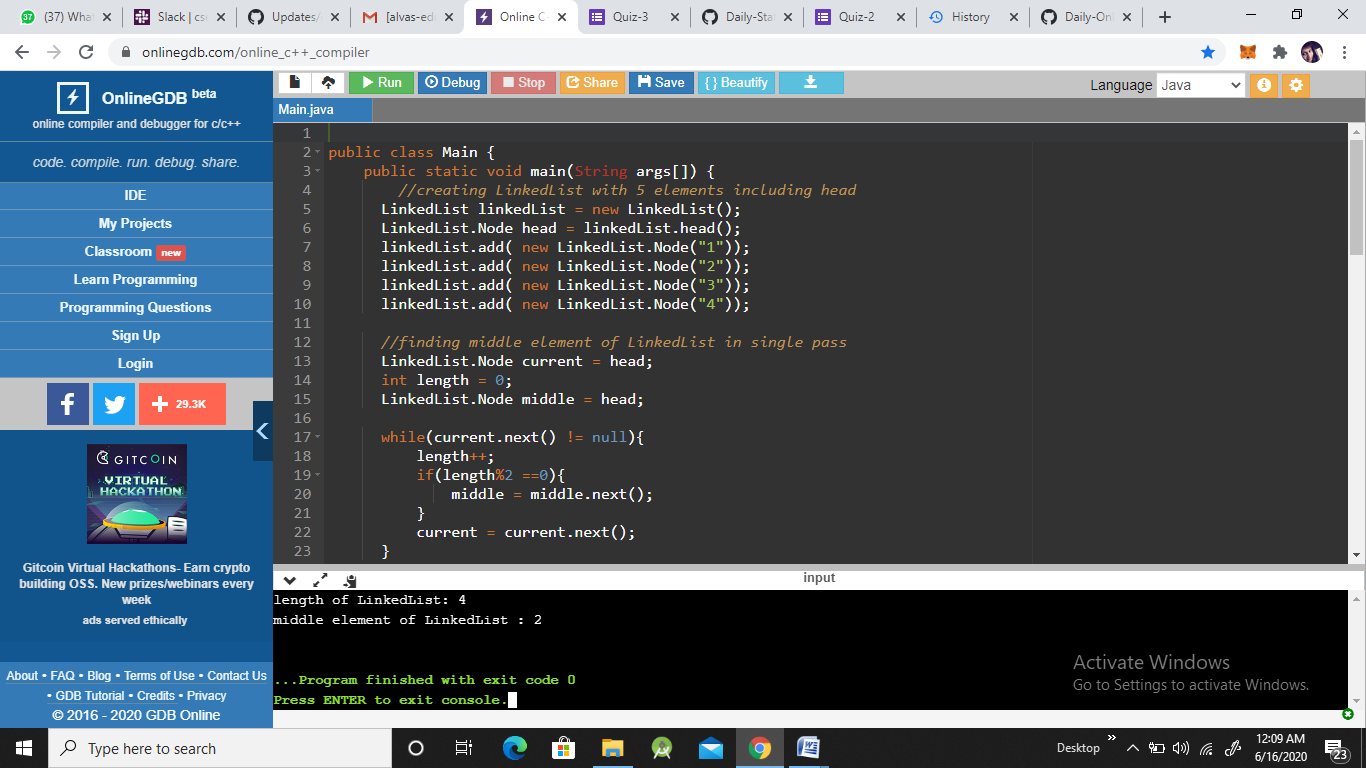 (37) What
Slack | cs
Updates/
[alvas-ed
Online C
Quiz-3
Daily-Sta
Quiz-2
History
Daily-Onl
onlinegdb.com/online_c++_compiler
OnlineGDB beta
online compiler and debugger for c/c++
code. compile. run. debug. share.
IDE
My Projects
Classroom new
Learn Programming
Programming Questions
Sign Up
Login
29.3K
GITCOIN
VIRTUAL
HACKATHON
Gitcoin Virtual Hackathons- Earn crypto
building OSS. New prizes/webinars every
week
ads served ethically
About • FAQ • Blog • Terms of Use • Contact Us
• GDB Tutorial • Credits • Privacy
© 2016 - 2020 GDB Online
Run Debug Stop Share Save { } Beautify
Language Java
Main.java
1
2 public class Main {
3 public static void main(String args[]) {
4 //creating LinkedList with 5 elements including head
5 LinkedList linkedList = new LinkedList();
6 LinkedList.Node head = linkedList.head();
7 linkedList.add( new LinkedList.Node("1"));
8 linkedList.add( new LinkedList.Node("2"));
9 linkedList.add( new LinkedList.Node("3"));
10 linkedList.add( new LinkedList.Node("4"));
11
12 //finding middle element of LinkedList in single pass
13 LinkedList.Node current = head;
14 int length = 0;
15 LinkedList.Node middle = head;
16
17 while(current.next() != null){
18 length++;
19 if(length%2 ==0){
20 middle = middle.next();
21 }
22 current = current.next();
23 }
input
length of LinkedList: 4
middle element of LinkedList : 2
...Program finished with exit code 0
Press ENTER to exit console.
Activate Windows
Go to Settings to activate Windows.
Type here to search
Desktop
12:09 AM
6/16/2020
23